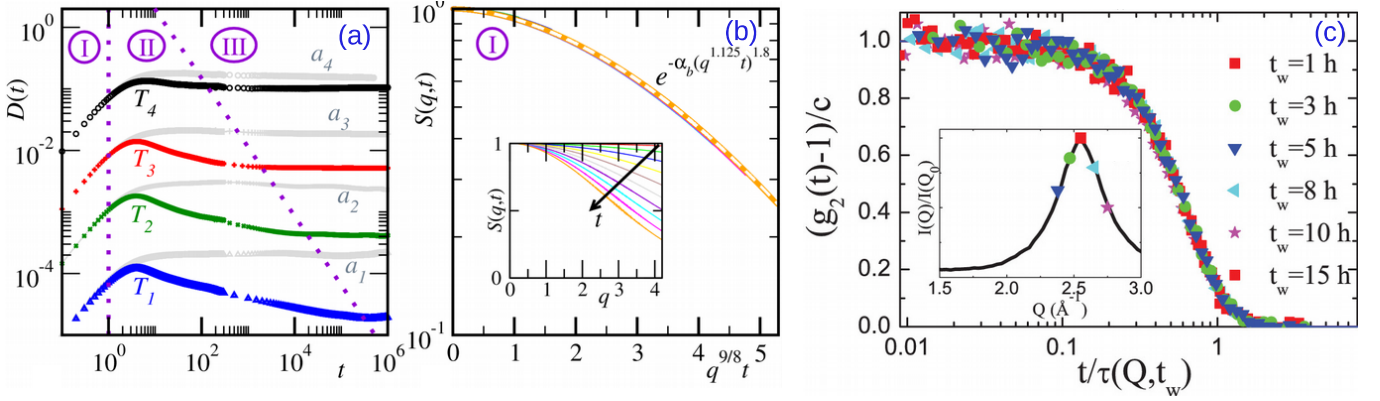 (a)
I
II
III
a4
T4
a3
T3
a2
T2
a1
T1
D(t)
10^0
10^-2
10^-4
10^0
10^2
10^4
10^6
t
(b)
I
S(q,t)
10^0
10^-1
e^-αb(q^1.125 t)^1.8
1
S(q,t)
0
t
0
1
2
3
4
q
0
1
2
3
4
5
q^9/8 t
(c)
(g2(t)-1)/c
1.0
0.8
0.6
0.4
0.2
0.0
tw=1 h
tw=3 h
tw=5 h
tw=8 h
tw=10 h
tw=15 h
I(Q)/I(Q0)
1.5
2.0
2.5
3.0
Q (Å^-1)
0.01
0.1
1
t/τ(Q,tw)